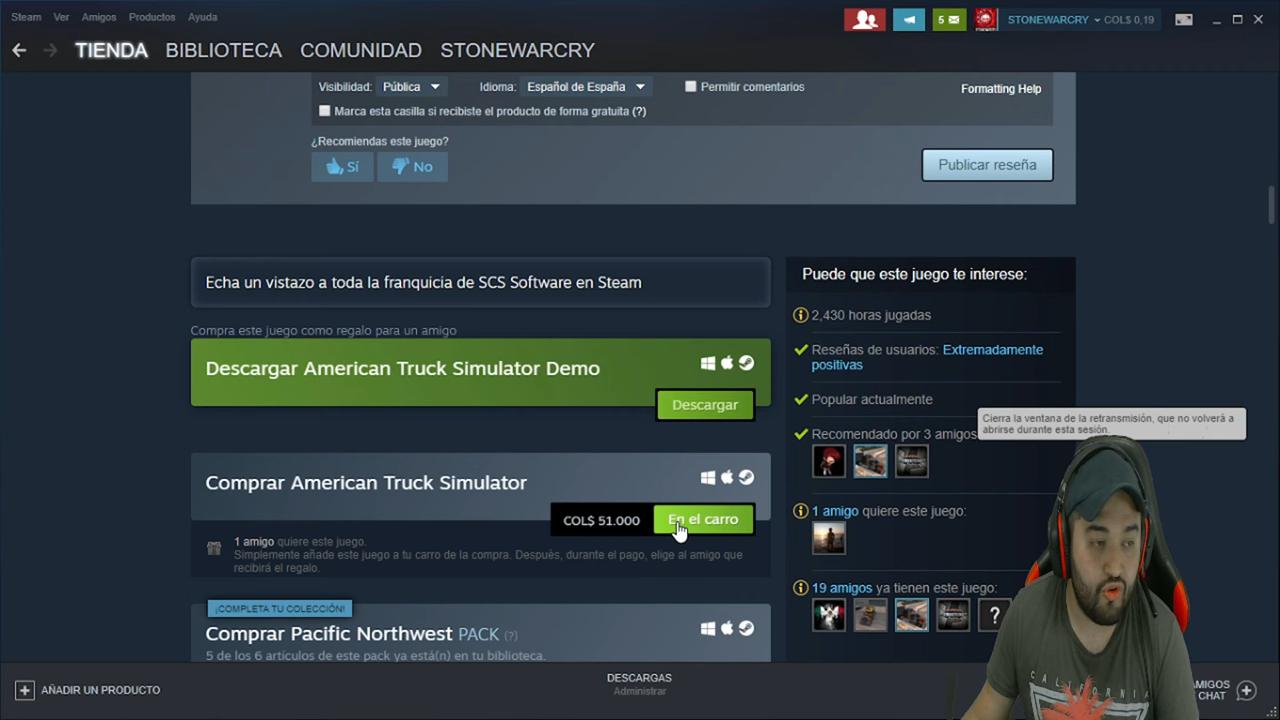 Steam Ver Amigos Productos Ayuda
5
STONEWARCRY COL$ 0,19
TIENDA BIBLIOTECA COMUNIDAD STONEWARCRY
Visibilidad: Pública Idioma: Español de España Permitir comentarios Formatting Help
Marca esta casilla si recibiste el producto de forma gratuita (?)
¿Recomiendas este juego?
Sí No
Publicar reseña
Echa un vistazo a toda la franquicia de SCS Software en Steam
Compra este juego como regalo para un amigo
Descargar American Truck Simulator Demo
Descargar
Comprar American Truck Simulator
COL$ 51.000 En el carro
1 amigo quiere este juego.
Simplemente añade este juego a tu carro de la compra. Después, durante el pago, elige al amigo que
recibirá el regalo.
¡COMPLETA TU COLECCIÓN!
Comprar Pacific Northwest PACK (?)
5 de los 6 artículos de este pack ya está(n) en tu biblioteca.
Puede que este juego te interese:
2,430 horas jugadas
Reseñas de usuarios: Extremadamente
positivas
Popular actualmente
Cierra la ventana de la retransmisión, que no volverá a
abrirse durante esta sesión.
Recomendado por 3 amigos
1 amigo quiere este juego:
19 amigos ya tienen este juego:
?
CALIFORNIA
AÑADIR UN PRODUCTO
DESCARGAS
Administrar
AMIGOS
CHAT